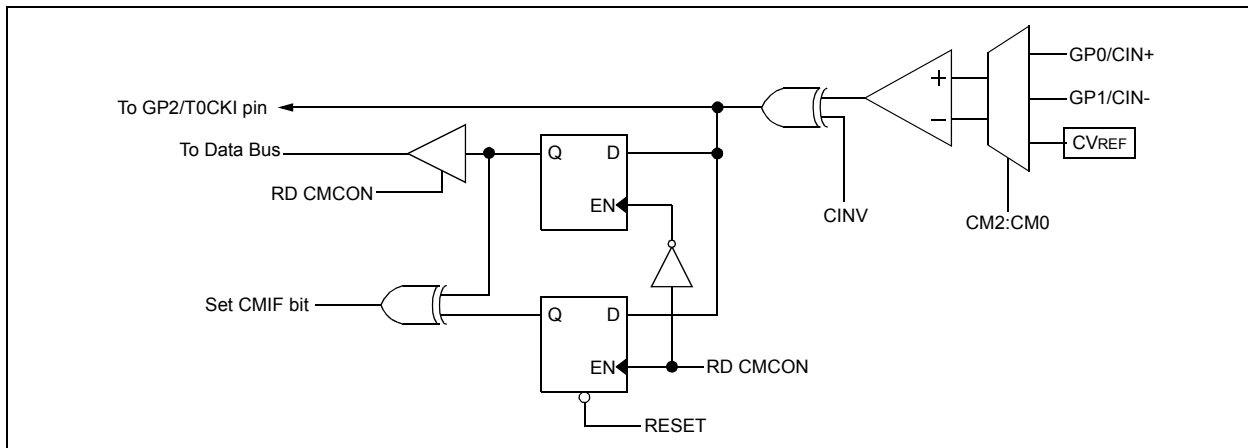 GP0/CIN+
To GP2/T0CKI pin
+
GP1/CIN-
−
To Data Bus
Q D
CVREF
RD CMCON
EN
CINV
CM2:CM0
Set CMIF bit
Q D
EN
RD CMCON
RESET